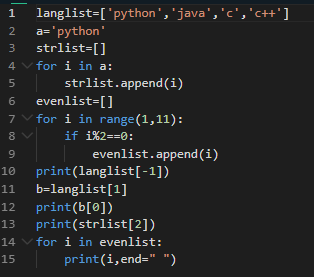 1 langlist=['python','java','c','c++']
2 a='python'
3 strlist=[]
4 for i in a:
5     strlist.append(i)
6 evenlist=[]
7 for i in range(1,11):
8     if i%2==0:
9         evenlist.append(i)
10 print(langlist[-1])
11 b=langlist[1]
12 print(b[0])
13 print(strlist[2])
14 for i in evenlist:
15     print(i,end=" ")